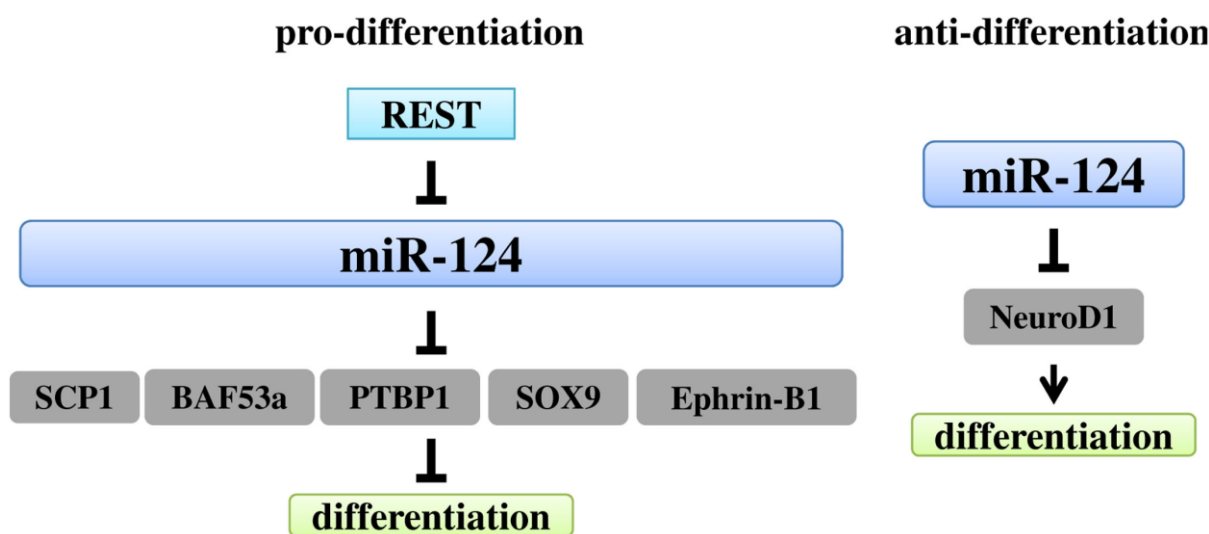 pro-differentiation
REST
miR-124
SCP1 BAF53a PTBP1 SOX9 Ephrin-B1
differentiation
anti-differentiation
miR-124
NeuroD1
differentiation